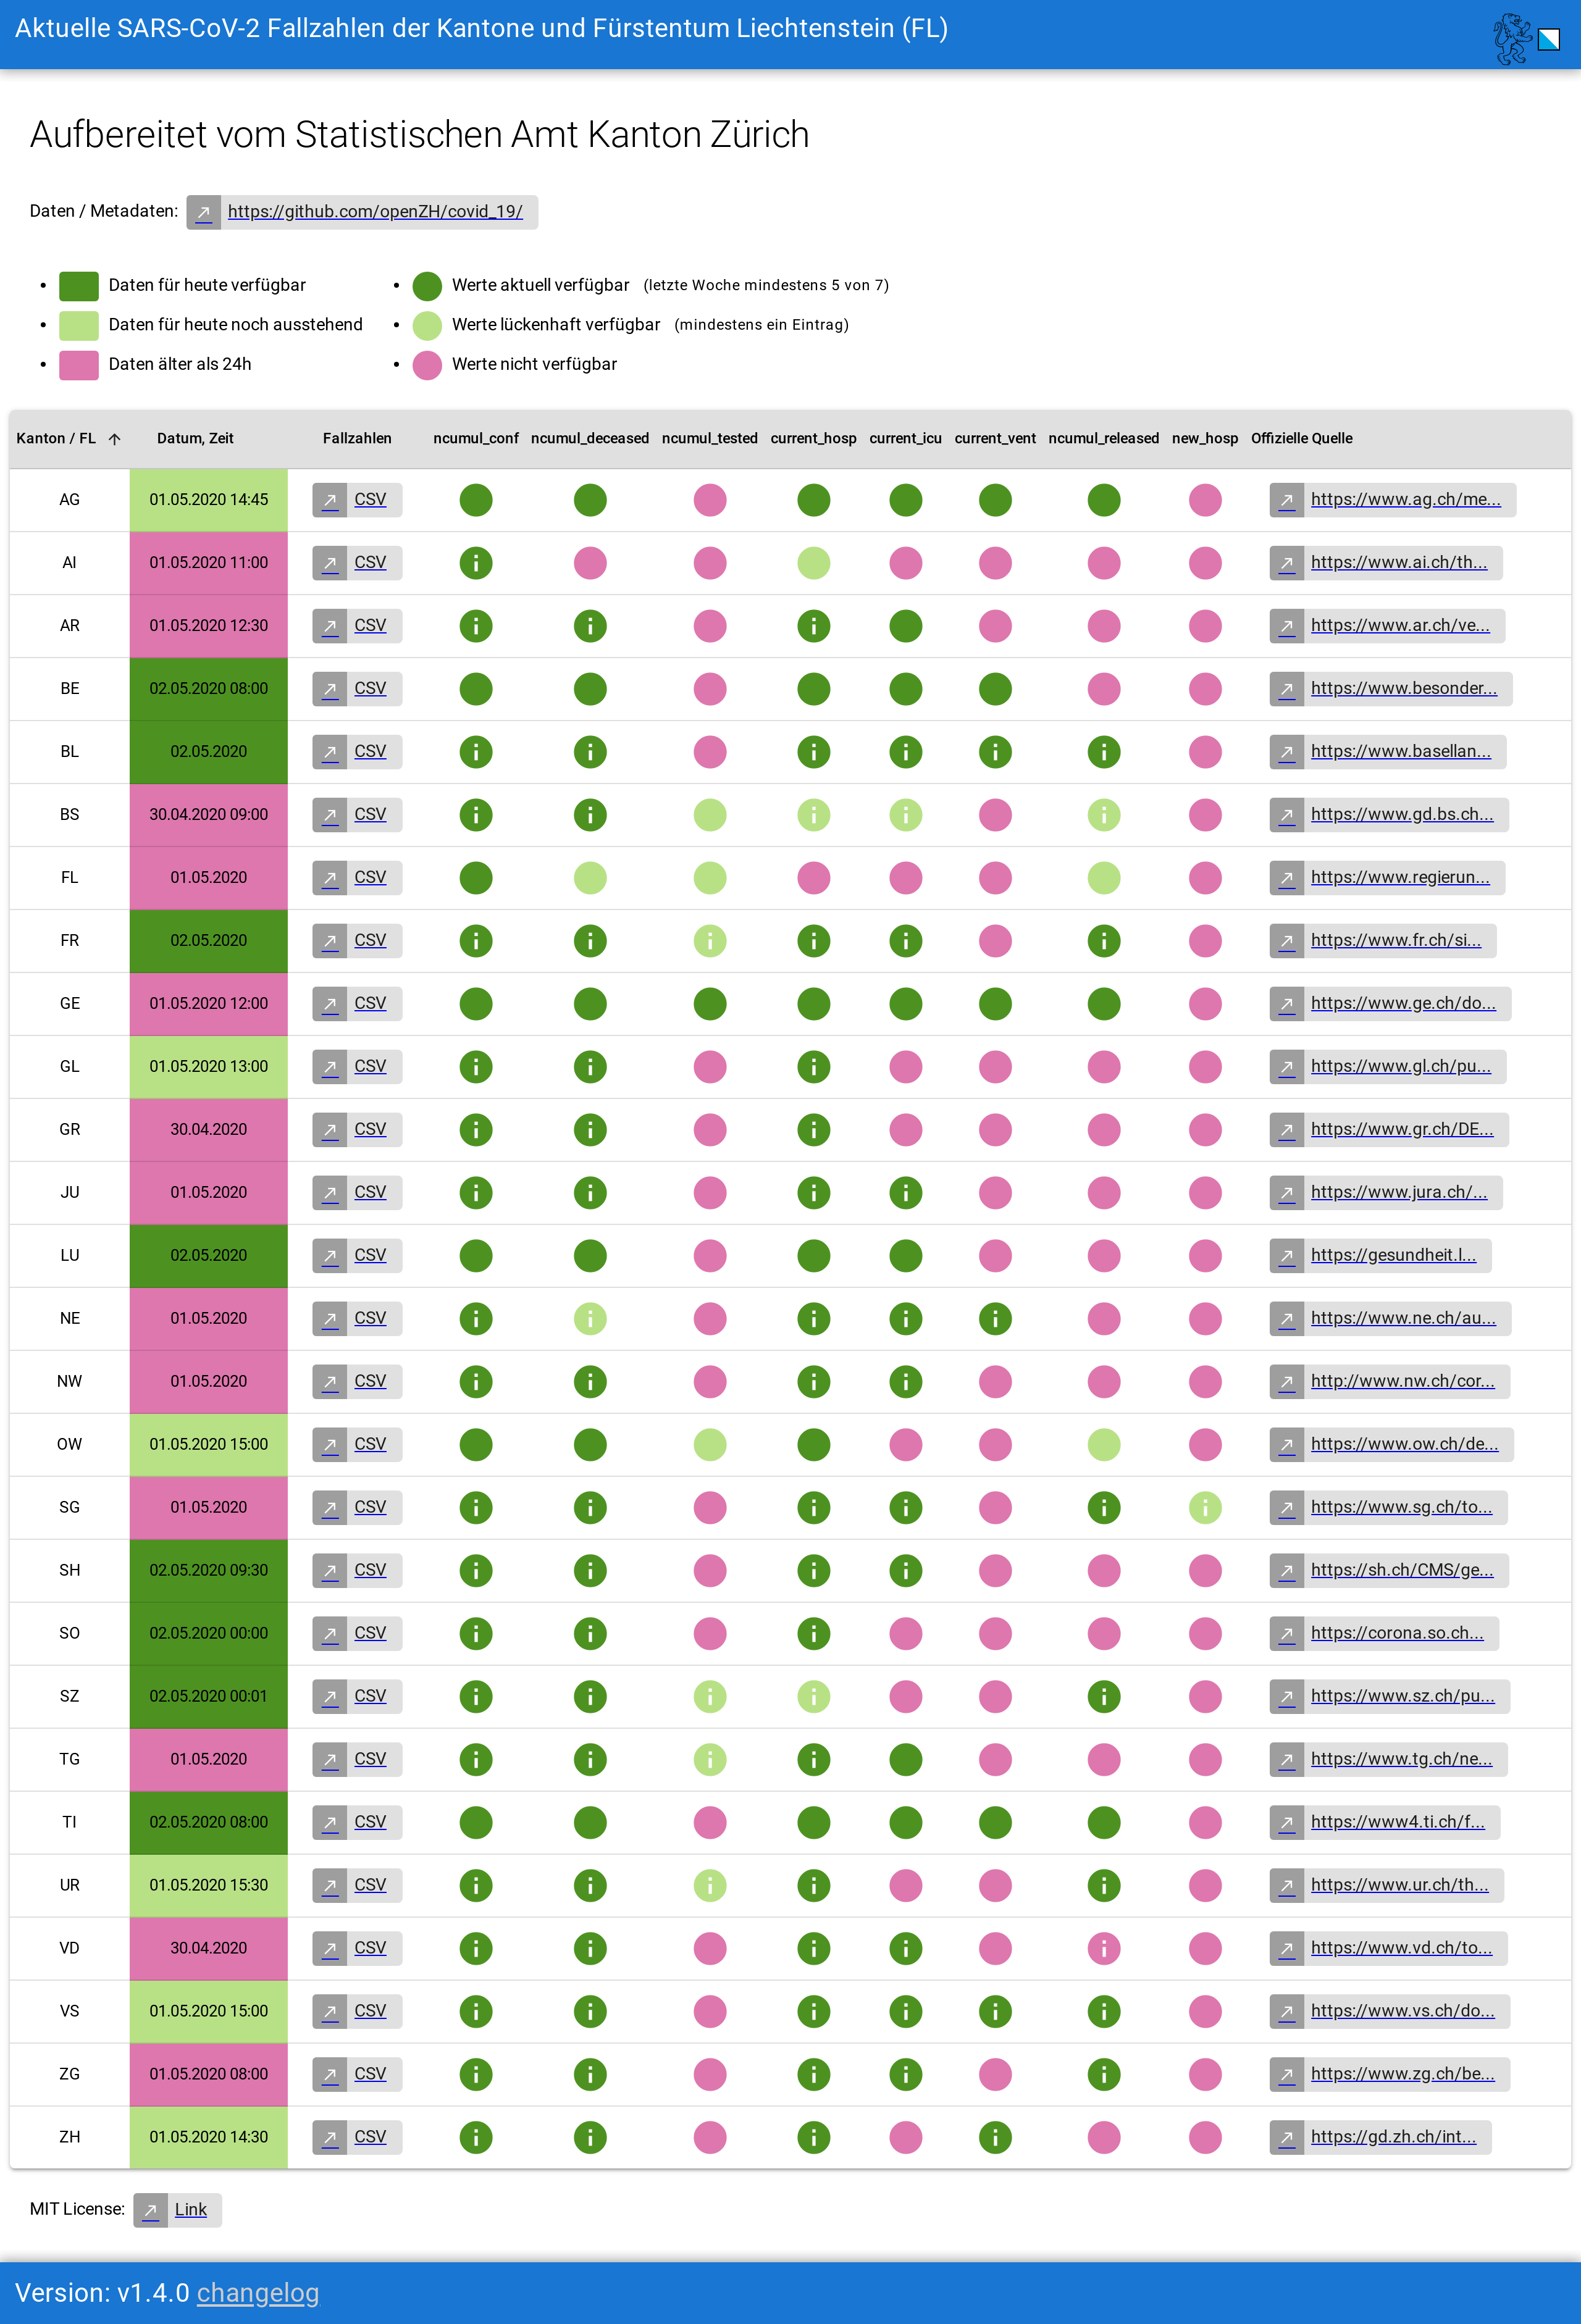 Aktuelle SARS-CoV-2 Fallzahlen der Kantone und Fürstentum Liechtenstein (FL)
Aufbereitet vom Statistischen Amt Kanton Zürich
Daten / Metadaten: https://github.com/openZH/covid_19/
Daten für heute verfügbar
Daten für heute noch ausstehend
Daten älter als 24h
Werte aktuell verfügbar (letzte Woche mindestens 5 von 7)
Werte lückenhaft verfügbar (mindestens ein Eintrag)
Werte nicht verfügbar
Kanton / FL Datum, Zeit Fallzahlen ncumul_conf ncumul_deceased ncumul_tested current_hosp current_icu current_vent ncumul_released new_hosp Offizielle Quelle
AG 01.05.2020 14:45 CSV https://www.ag.ch/me...
AI 01.05.2020 11:00 CSV https://www.ai.ch/th...
AR 01.05.2020 12:30 CSV https://www.ar.ch/ve...
BE 02.05.2020 08:00 CSV https://www.besonder...
BL 02.05.2020 CSV https://www.basellan...
BS 30.04.2020 09:00 CSV https://www.gd.bs.ch...
FL 01.05.2020 CSV https://www.regierun...
FR 02.05.2020 CSV https://www.fr.ch/si...
GE 01.05.2020 12:00 CSV https://www.ge.ch/do...
GL 01.05.2020 13:00 CSV https://www.gl.ch/pu...
GR 30.04.2020 CSV https://www.gr.ch/DE...
JU 01.05.2020 CSV https://www.jura.ch/...
LU 02.05.2020 CSV https://gesundheit.l...
NE 01.05.2020 CSV https://www.ne.ch/au...
NW 01.05.2020 CSV http://www.nw.ch/cor...
OW 01.05.2020 15:00 CSV https://www.ow.ch/de...
SG 01.05.2020 CSV https://www.sg.ch/to...
SH 02.05.2020 09:30 CSV https://sh.ch/CMS/ge...
SO 02.05.2020 00:00 CSV https://corona.so.ch...
SZ 02.05.2020 00:01 CSV https://www.sz.ch/pu...
TG 01.05.2020 CSV https://www.tg.ch/ne...
TI 02.05.2020 08:00 CSV https://www4.ti.ch/f...
UR 01.05.2020 15:30 CSV https://www.ur.ch/th...
VD 30.04.2020 CSV https://www.vd.ch/to...
VS 01.05.2020 15:00 CSV https://www.vs.ch/do...
ZG 01.05.2020 08:00 CSV https://www.zg.ch/be...
ZH 01.05.2020 14:30 CSV https://gd.zh.ch/int...
MIT License: Link
Version: v1.4.0 changelog